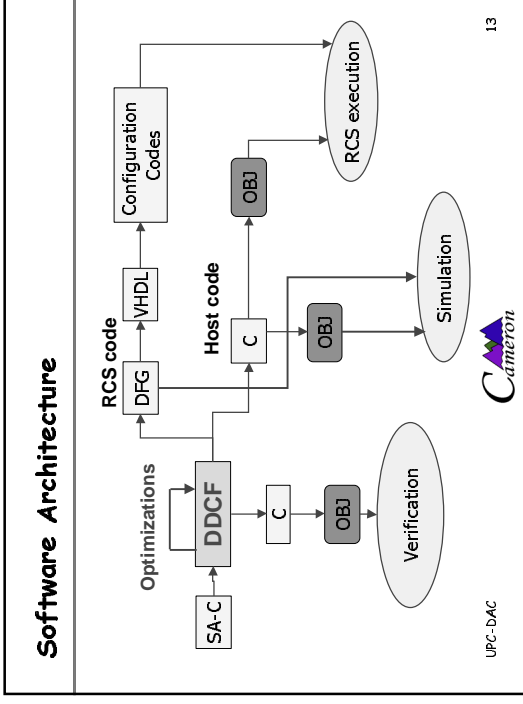 Software Architecture
Optimizations
SA-C
DDCF
RCS code
DFG
VHDL
Configuration
Codes
Host code
C
OBJ
C
OBJ
OBJ
Verification
Simulation
RCS execution
UPC-DAC
Cameron
13